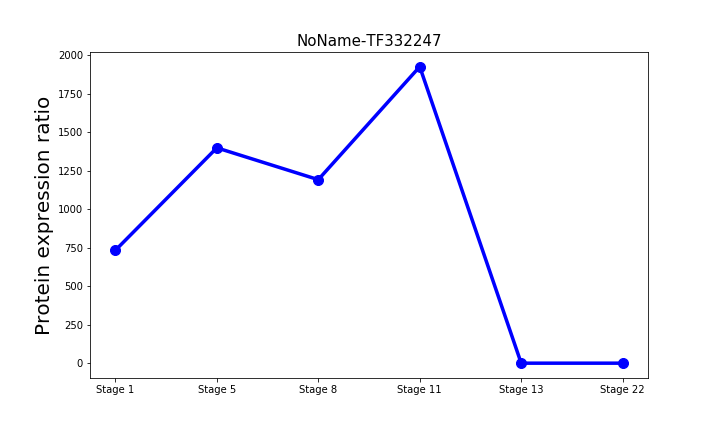 NoName-TF332247
Protein expression ratio
2000
1750
1500
1250
1000
750
500
250
0
Stage 1
Stage 5
Stage 8
Stage 11
Stage 13
Stage 22